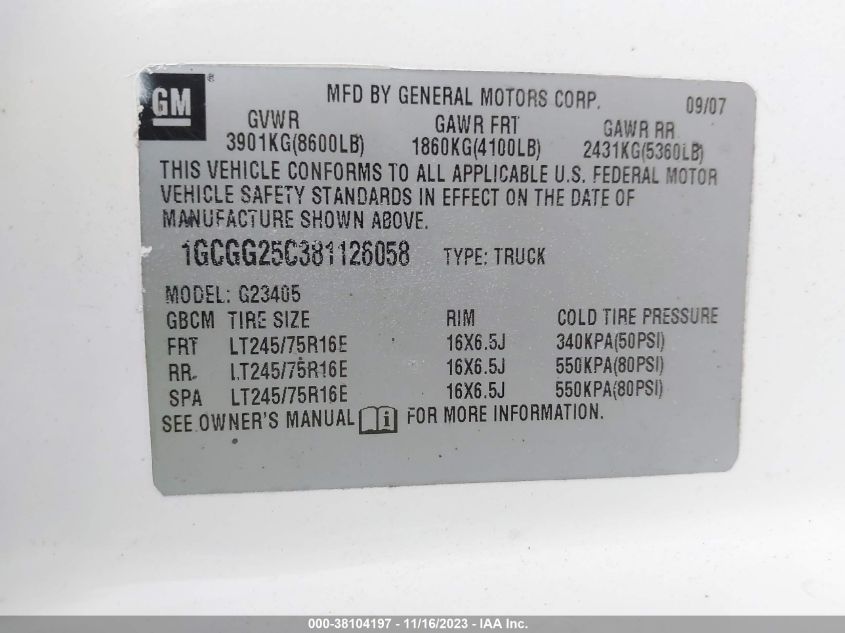 GM ®
MFD BY GENERAL MOTORS CORP. 09/07
GVWR GAWR FRT GAWR RR
3901KG(8600LB) 1860KG(4100LB) 2431KG(5360LB)
THIS VEHICLE CONFORMS TO ALL APPLICABLE U.S. FEDERAL MOTOR
VEHICLE SAFETY STANDARDS IN EFFECT ON THE DATE OF
MANUFACTURE SHOWN ABOVE.
1GCGG25C381126058 TYPE: TRUCK
MODEL: G23405
GBCM TIRE SIZE RIM COLD TIRE PRESSURE
FRT LT245/75R16E 16X6.5J 340KPA(50PSI)
RR LT245/75R16E 16X6.5J 550KPA(80PSI)
SPA LT245/75R16E 16X6.5J 550KPA(80PSI)
SEE OWNER'S MANUAL i FOR MORE INFORMATION.
000-38104197 - 11/16/2023 - IAA Inc.